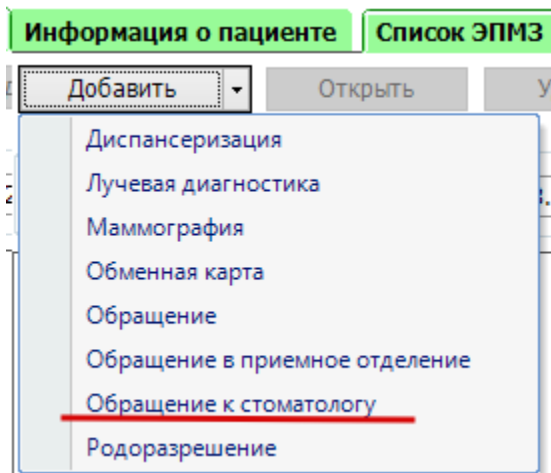 Информация о пациенте Список ЭПМЗ
Добавить Открыть У
Диспансеризация
Лучевая диагностика
Маммография
Обменная карта
Обращение
Обращение в приемное отделение
Обращение к стоматологу
Родоразрешение